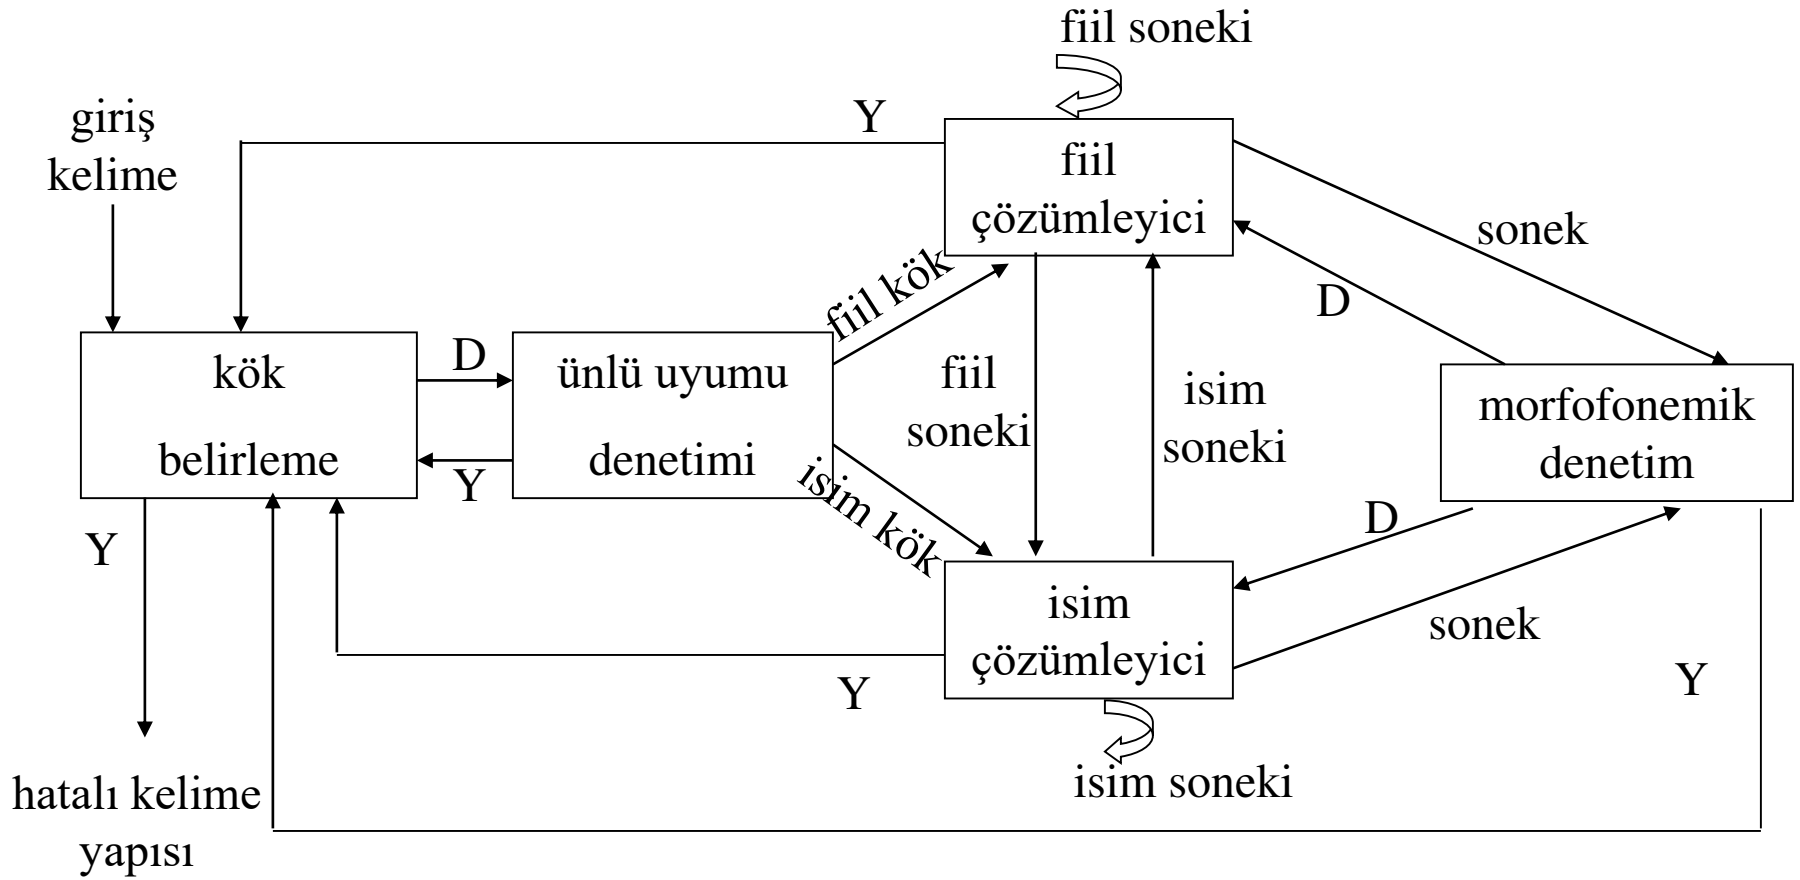 fiil soneki
giriş
kelime
Y
fiil
çözümleyici
sonek
fiil kök
D
kök
belirleme
D
Y
ünlü uyumu
denetimi
fiil
soneki
isim
soneki
morfofonemik
denetim
isim kök
D
Y
isim
çözümleyici
sonek
Y
Y
isim soneki
hatalı kelime
yapısı